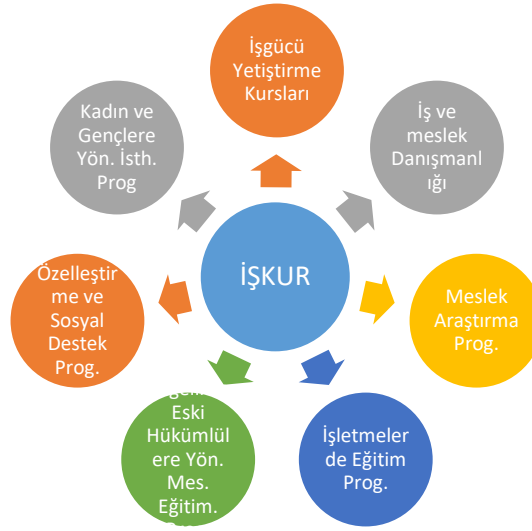 İşgücü
Yetiştirme
Kursları
İş ve
meslek
Danışmanl
ığı
Meslek
Araştırma
Prog.
İşletmeler
de Eğitim
Prog.
Eski
Hükümlül
ere Yön.
Mes.
Eğitim.
Özelleştir
me ve
Sosyal
Destek
Prog.
Kadın ve
Gençlere
Yön. İsth.
Prog
İŞKUR